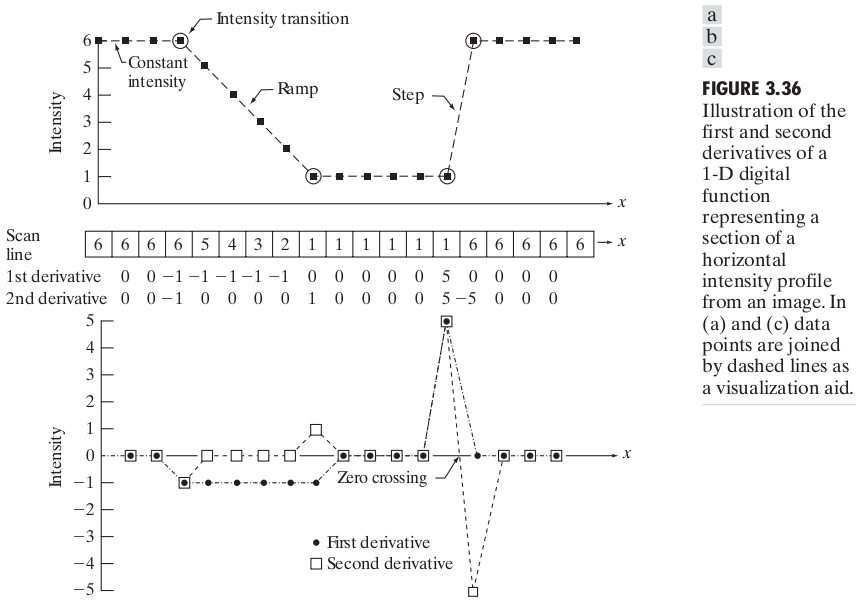 Intensity transition
6
5
4
3
2
1
0
Intensity
Constant
intensity
Ramp
Step
x
Scan
line
6 6 6 6 5 4 3 2 1 1 1 1 1 1 6 6 6 6 6
x
1st derivative 0 0 −1 −1 −1 −1 −1 0 0 0 0 0 5 0 0 0 0
2nd derivative 0 0 −1 0 0 0 0 1 0 0 0 0 5 −5 0 0 0
5
4
3
2
1
0
−1
−2
−3
−4
−5
Intensity
x
Zero crossing
First derivative
Second derivative
a
b
c
FIGURE 3.36
Illustration of the
first and second
derivatives of a
1-D digital
function
representing a
section of a
horizontal
intensity profile
from an image. In
(a) and (c) data
points are joined
by dashed lines as
a visualization aid.